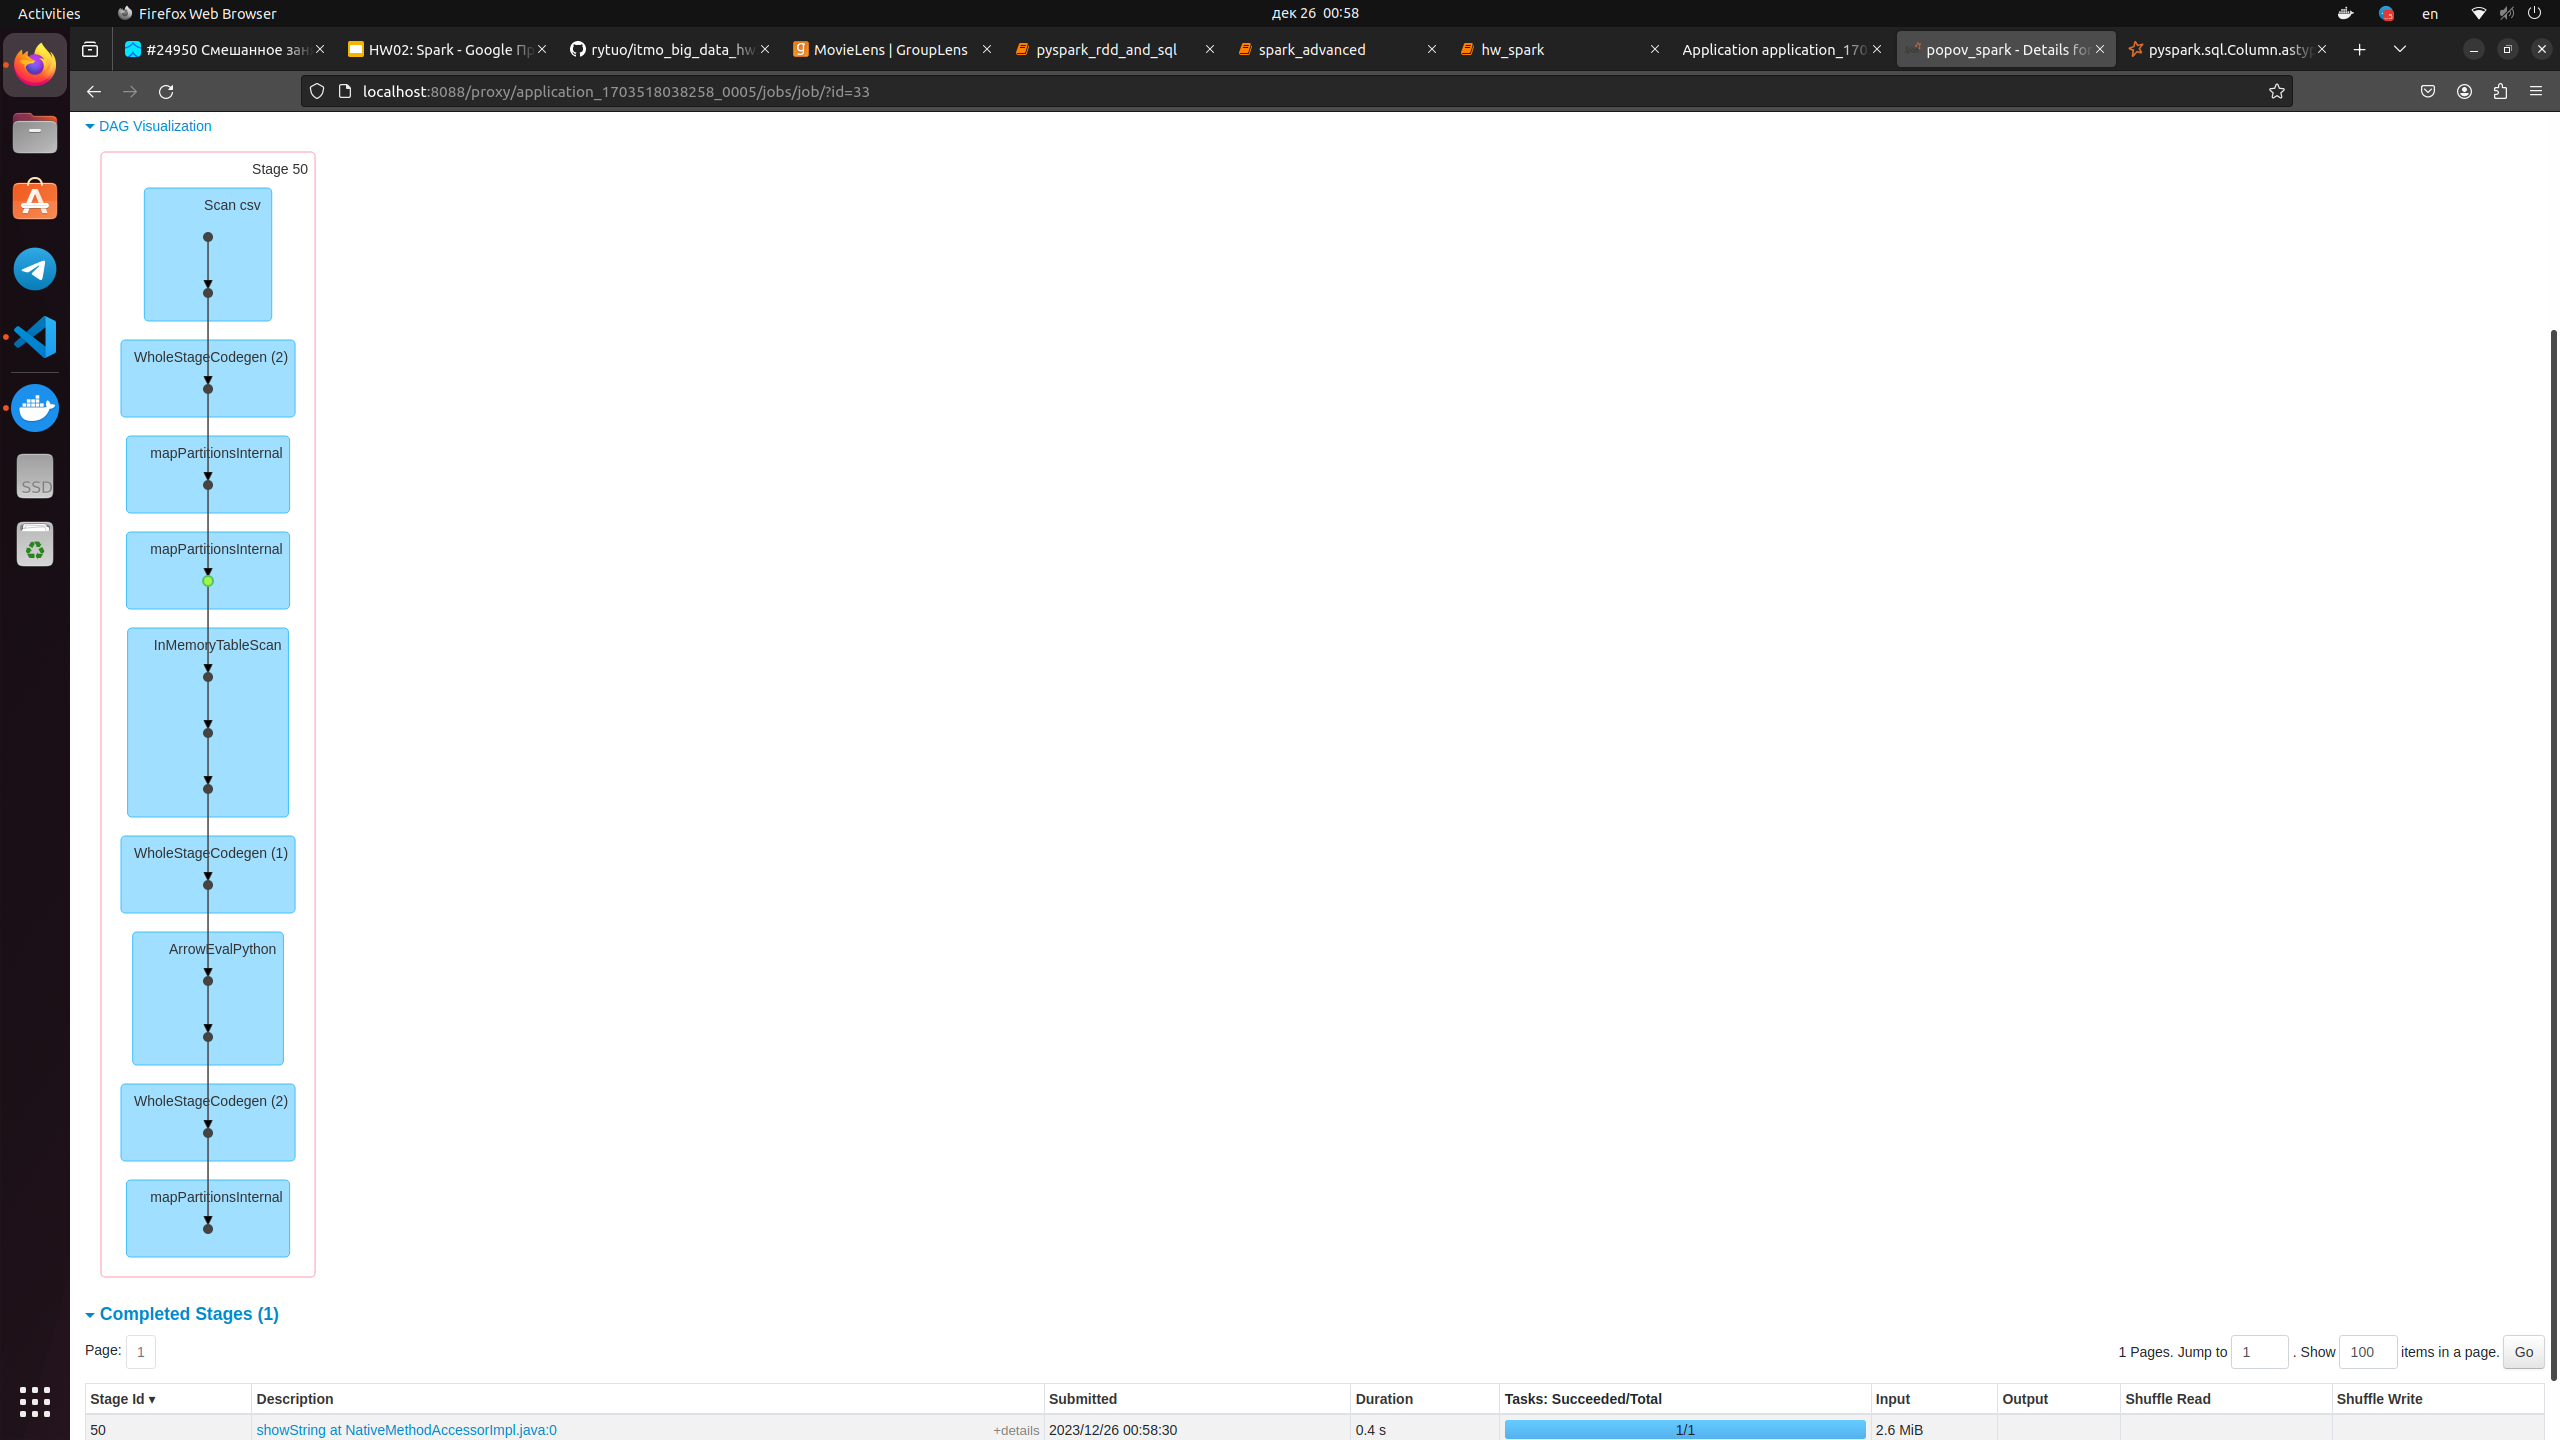 Activities
Firefox Web Browser
дек 26 00:58
en
#24950 Смешанное зан
HW02: Spark - Google Пр
rytuo/itmo_big_data_hw
MovieLens | GroupLens
pyspark_rdd_and_sql
spark_advanced
hw_spark
Application application_170
popov_spark - Details for
pyspark.sql.Column.astyp
localhost:8088/proxy/application_1703518038258_0005/jobs/job/?id=33
DAG Visualization
Stage 50
Scan csv
WholeStageCodegen (2)
mapPartitionsInternal
mapPartitionsInternal
InMemoryTableScan
WholeStageCodegen (1)
ArrowEvalPython
WholeStageCodegen (2)
mapPartitionsInternal
SSD
Completed Stages (1)
Page: 1
1 Pages. Jump to 1 . Show 100 items in a page. Go
Stage Id ▾ Description Submitted Duration Tasks: Succeeded/Total Input Output Shuffle Read Shuffle Write
50 showString at NativeMethodAccessorImpl.java:0 +details 2023/12/26 00:58:30 0.4 s 1/1 2.6 MiB